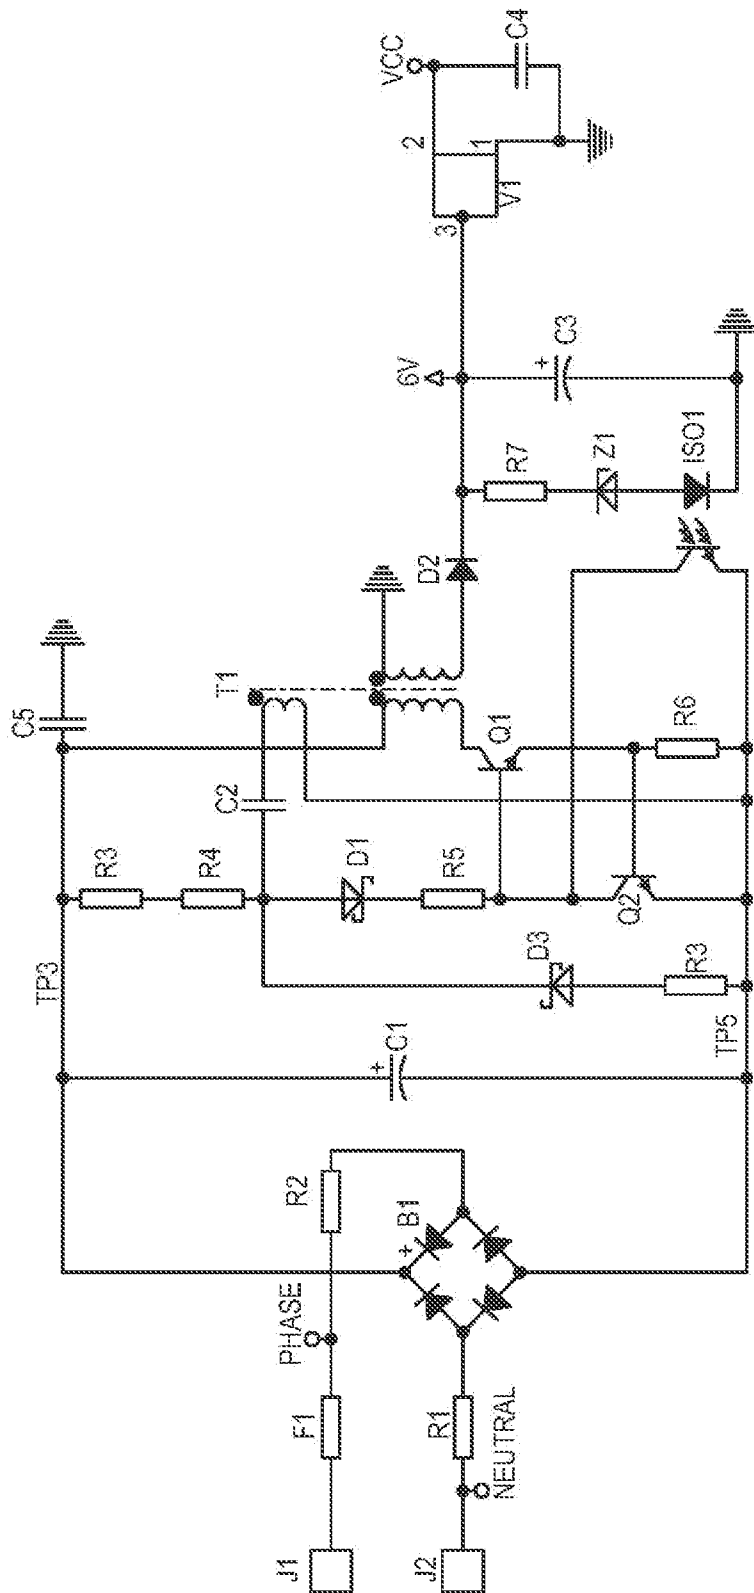 J1
F1
PHASE
R2
J2
NEUTRAL
R1
B1
+
TP3
C1
+
TP5
D3
R3
R3
R4
D1
R5
Q2
C2
C5
T1
Q1
R6
D2
6V
R7
Z1
ISO1
+
C3
3
V1
2
1
VCC
C4